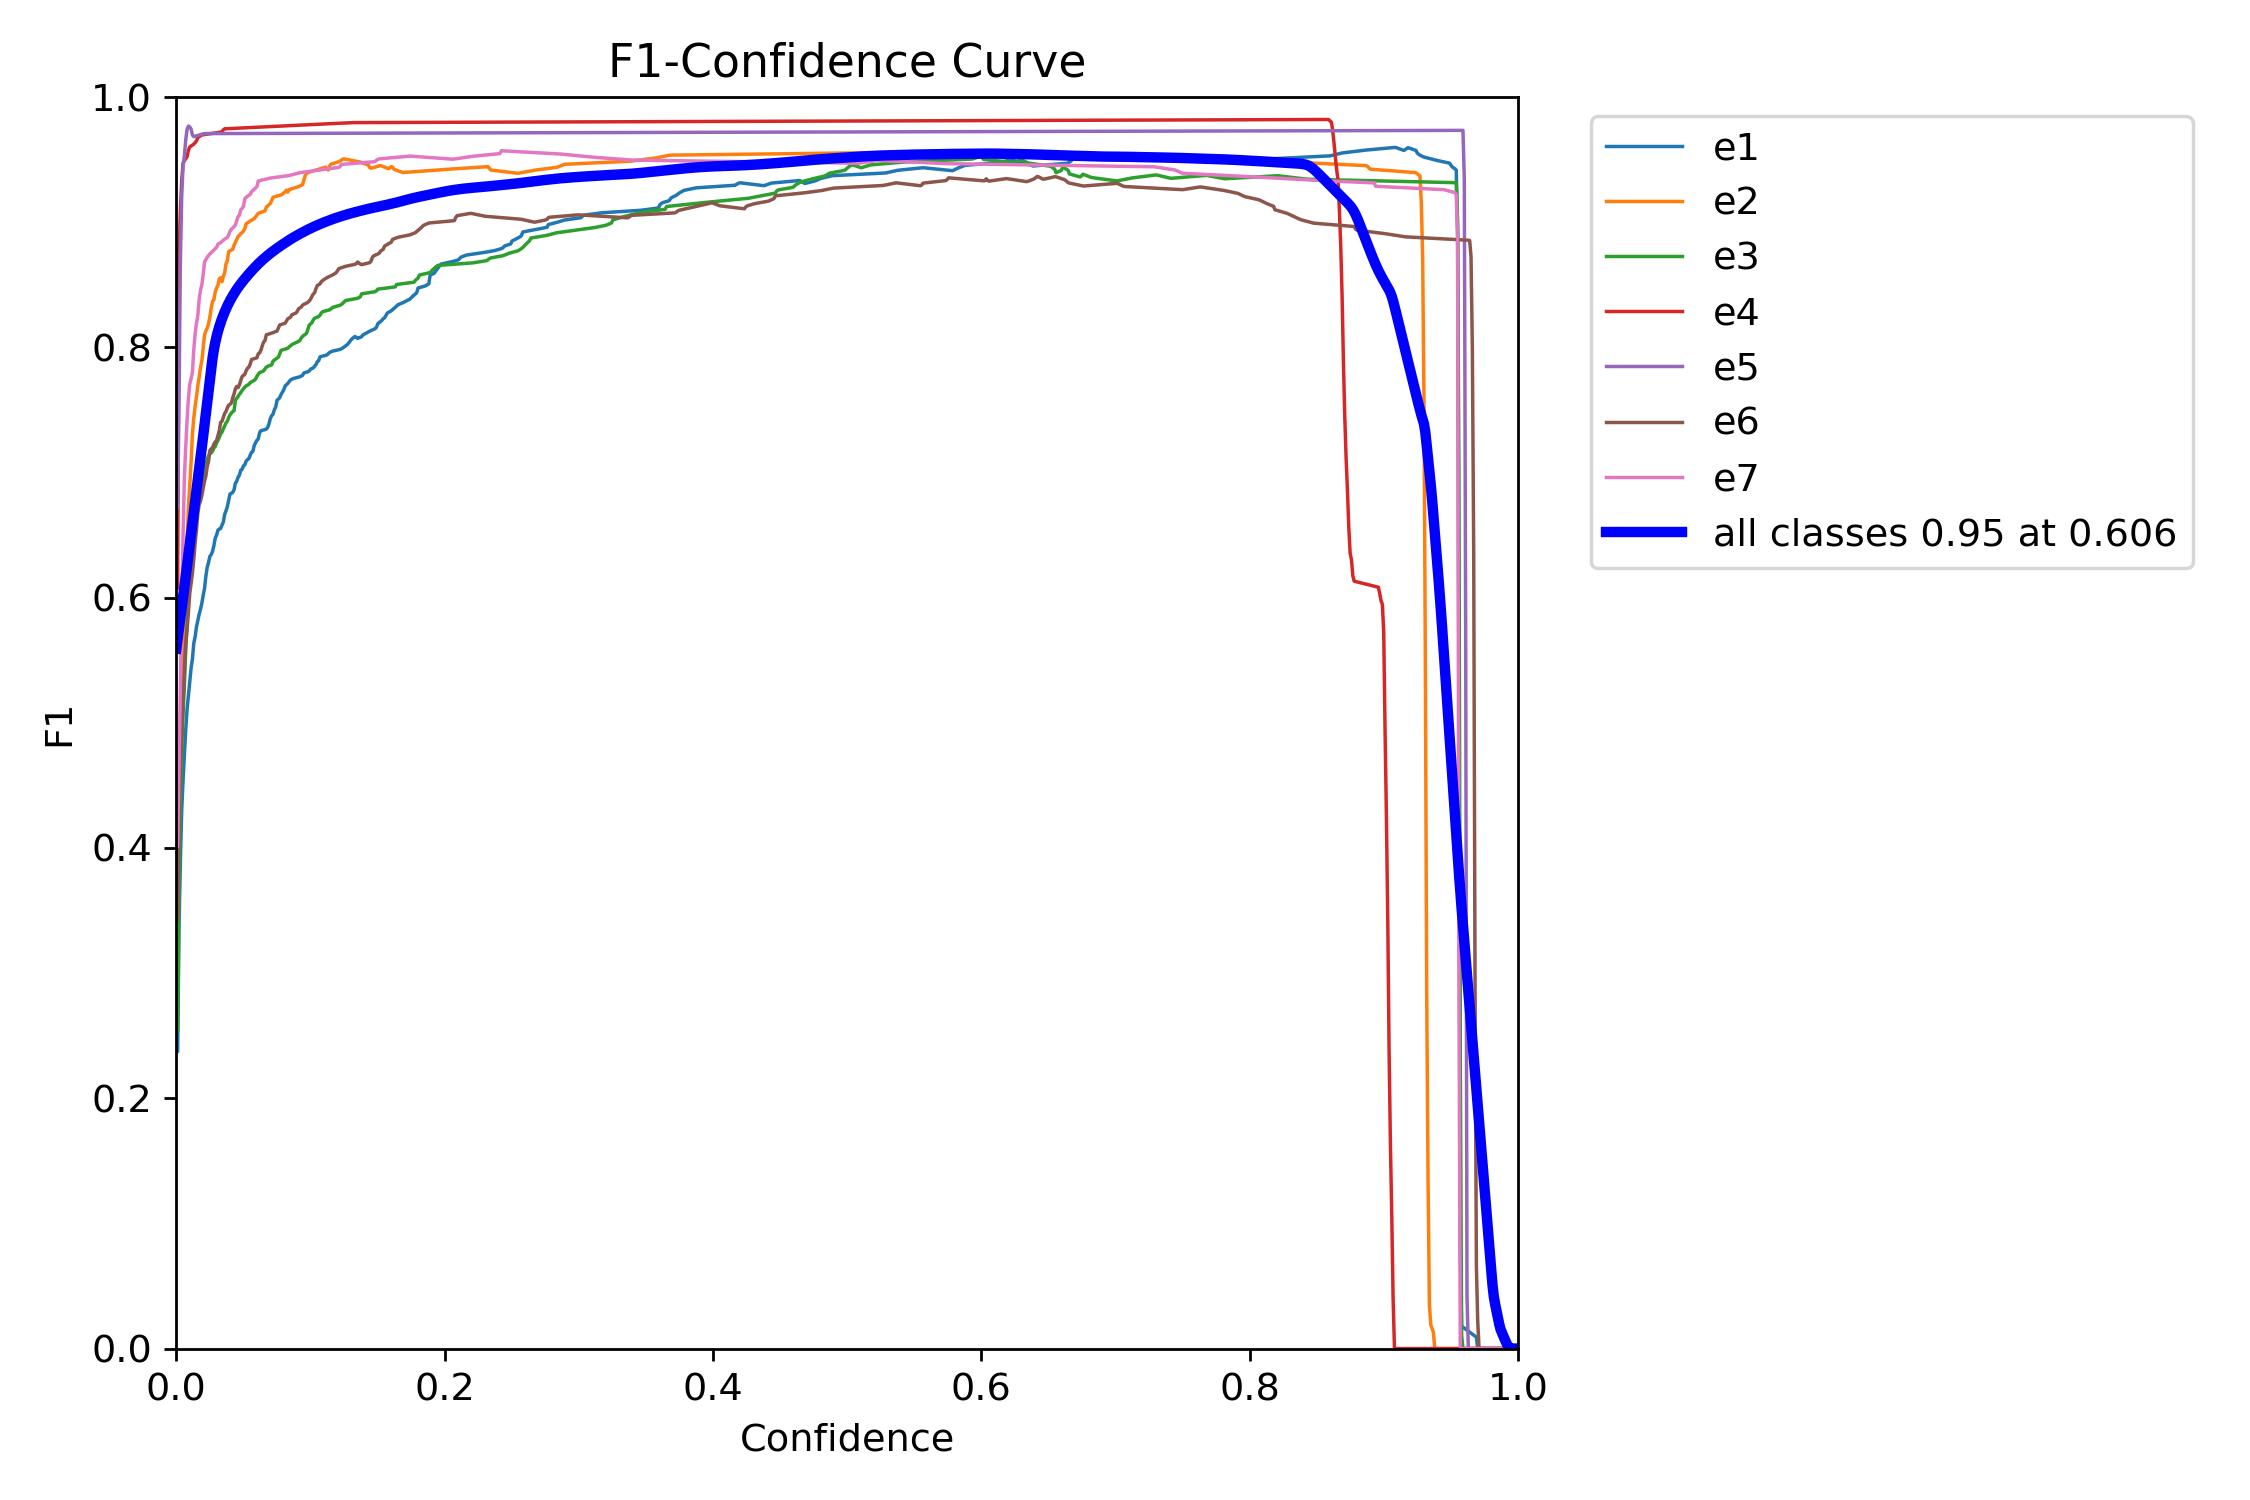 F1-Confidence Curve
1.0
0.8
0.6
0.4
0.2
0.0
F1
0.0 0.2 0.4 0.6 0.8 1.0
Confidence
e1
e2
e3
e4
e5
e6
e7
all classes 0.95 at 0.606